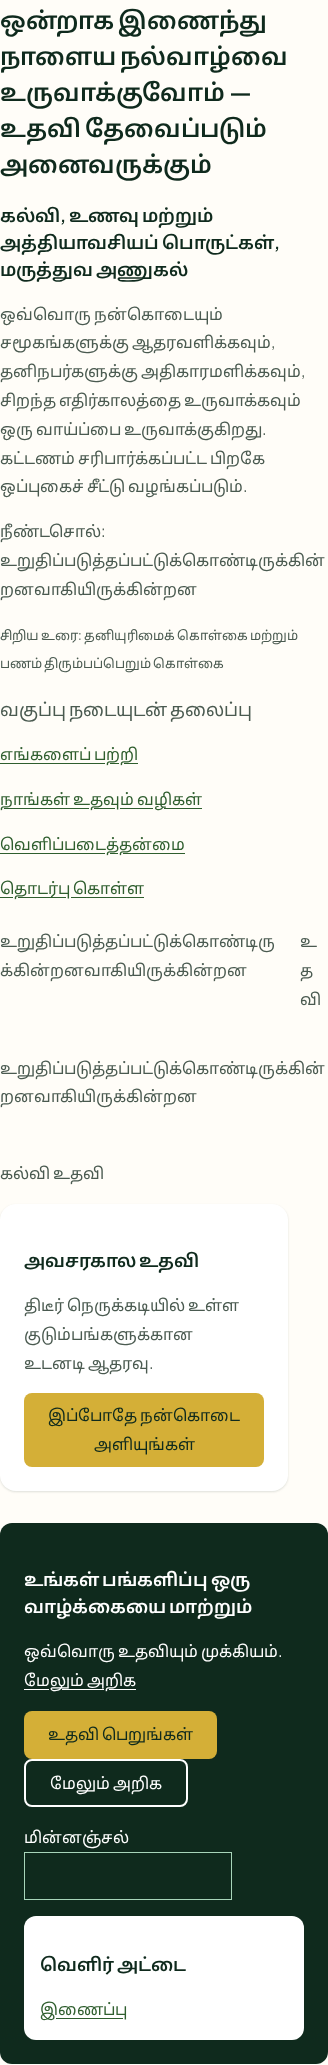 ஒன்றாக இணைந்து
நாளைய நல்வாழ்வை
உருவாக்குவோம் —
உதவி தேவைப்படும்
அனைவருக்கும்
கல்வி, உணவு மற்றும்
அத்தியாவசியப் பொருட்கள்,
மருத்துவ அணுகல்
ஒவ்வொரு நன்கொடையும்
சமூகங்களுக்கு ஆதரவளிக்கவும்,
தனிநபர்களுக்கு அதிகாரமளிக்கவும்,
சிறந்த எதிர்காலத்தை உருவாக்கவும்
ஒரு வாய்ப்பை உருவாக்குகிறது.
கட்டணம் சரிபார்க்கப்பட்ட பிறகே
ஒப்புகைச் சீட்டு வழங்கப்படும்.
நீண்டசொல்:
உறுதிப்படுத்தப்பட்டுக்கொண்டிருக்கின்
றனவாகியிருக்கின்றன
சிறிய உரை: தனியுரிமைக் கொள்கை மற்றும்
பணம் திரும்பப்பெறும் கொள்கை
வகுப்பு நடையுடன் தலைப்பு
எங்களைப் பற்றி
நாங்கள் உதவும் வழிகள்
வெளிப்படைத்தன்மை
தொடர்பு கொள்ள
உறுதிப்படுத்தப்பட்டுக்கொண்டிரு
க்கின்றனவாகியிருக்கின்றன
உ
த
வி
உறுதிப்படுத்தப்பட்டுக்கொண்டிருக்கின்
றனவாகியிருக்கின்றன
கல்வி உதவி
அவசரகால உதவி
திடீர் நெருக்கடியில் உள்ள
குடும்பங்களுக்கான
உடனடி ஆதரவு.
இப்போதே நன்கொடை
அளியுங்கள்
உங்கள் பங்களிப்பு ஒரு
வாழ்க்கையை மாற்றும்
ஒவ்வொரு உதவியும் முக்கியம்.
மேலும் அறிக
உதவி பெறுங்கள்
மேலும் அறிக
மின்னஞ்சல்
வெளிர் அட்டை
இணைப்பு